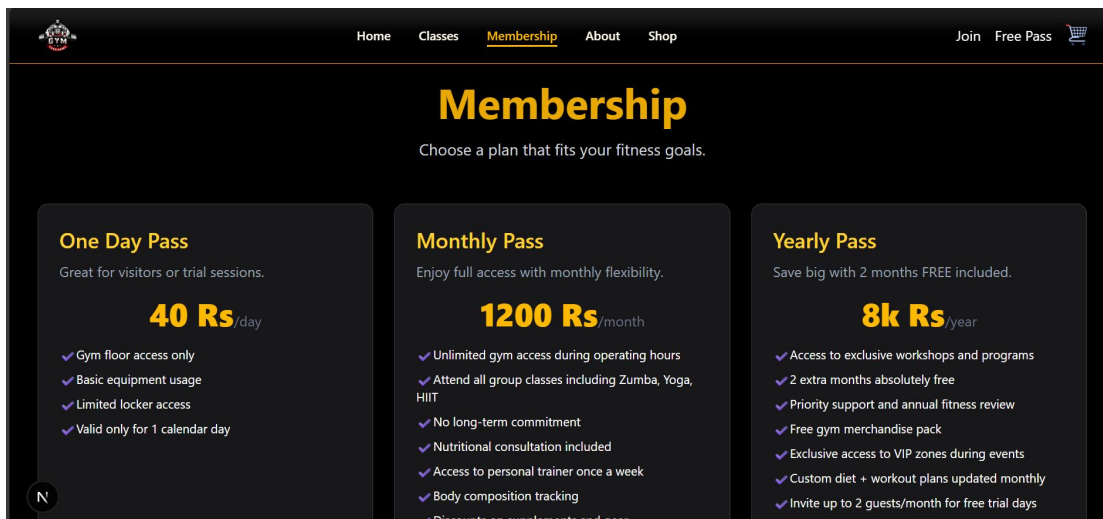 GYM
Home Classes Membership About Shop
Join Free Pass
Membership
Choose a plan that fits your fitness goals.
One Day Pass
Great for visitors or trial sessions.
40 Rs/day
Gym floor access only
Basic equipment usage
Limited locker access
Valid only for 1 calendar day
Monthly Pass
Enjoy full access with monthly flexibility.
1200 Rs/month
Unlimited gym access during operating hours
Attend all group classes including Zumba, Yoga,
HIIT
No long-term commitment
Nutritional consultation included
Access to personal trainer once a week
Body composition tracking
Discounts on supplements and gear
Yearly Pass
Save big with 2 months FREE included.
8k Rs/year
Access to exclusive workshops and programs
2 extra months absolutely free
Priority support and annual fitness review
Free gym merchandise pack
Exclusive access to VIP zones during events
Custom diet + workout plans updated monthly
Invite up to 2 guests/month for free trial days
N